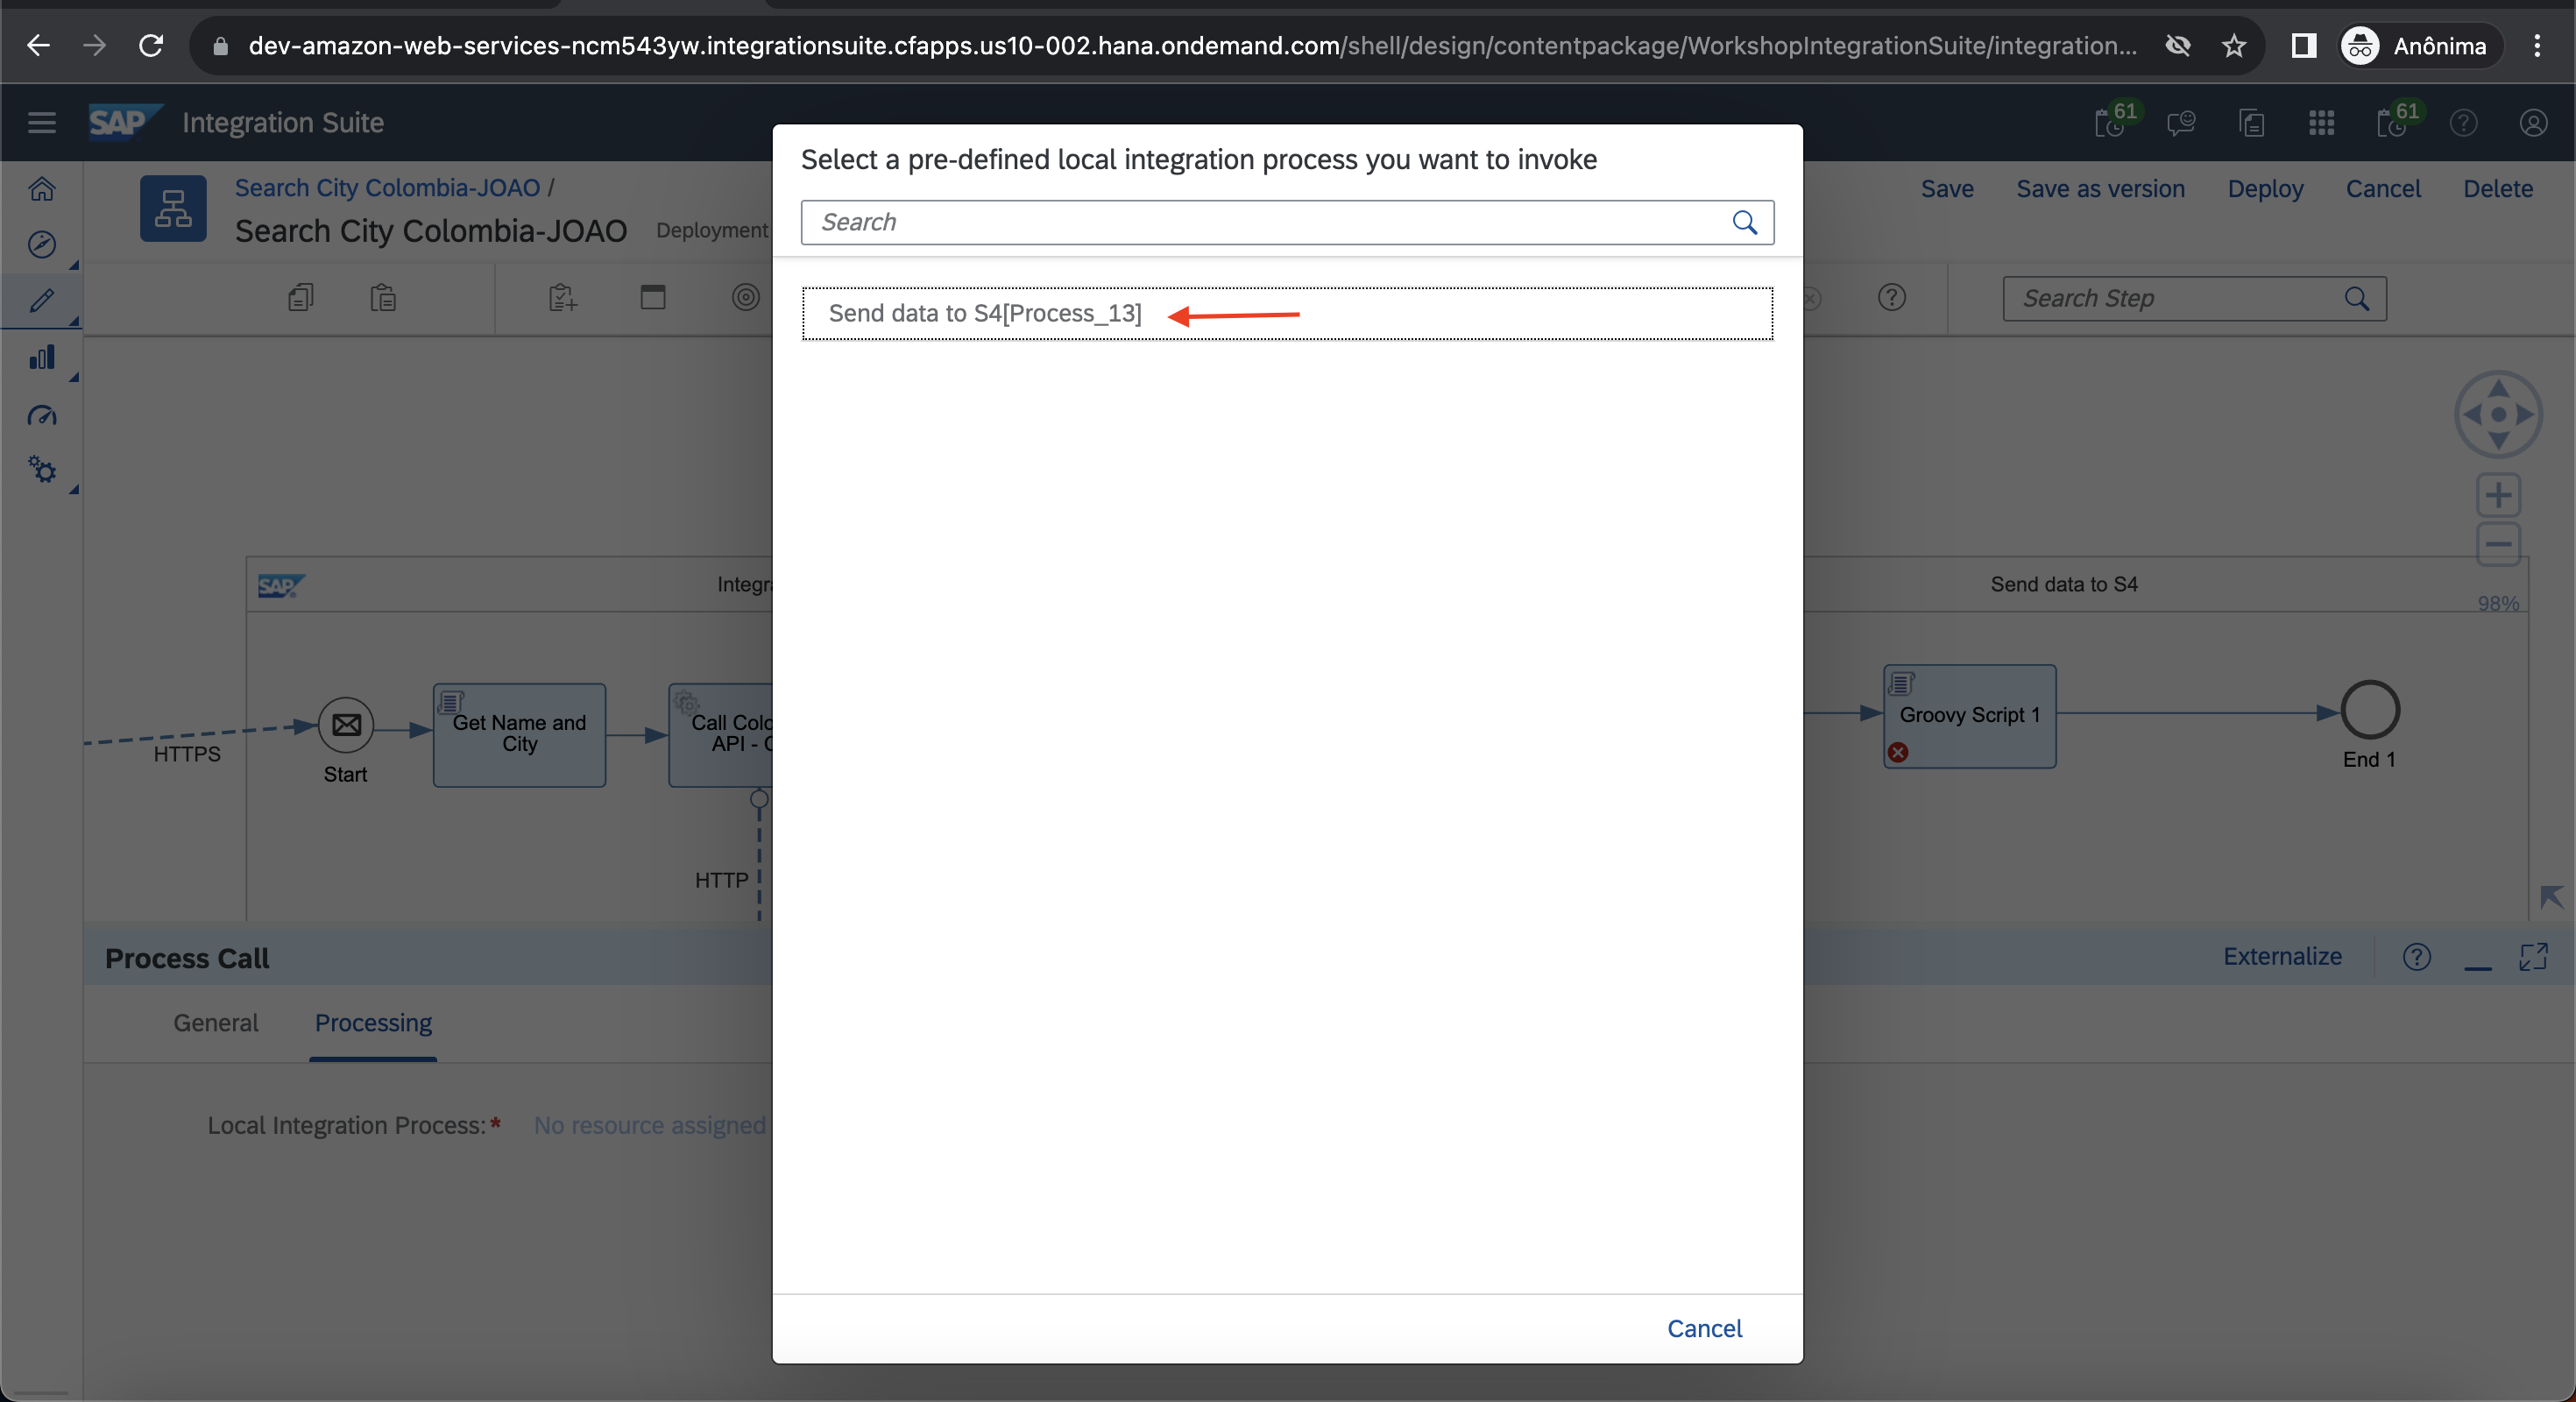 dev-amazon-web-services-ncm543yw.integrationsuite.cfapps.us10-002.hana.ondemand.com/shell/design/contentpackage/WorkshopIntegrationSuite/integration...
Anônima
SAP Integration Suite
61
61
Select a pre-defined local integration process you want to invoke
Search
Send data to S4[Process_13]
Cancel
Search City Colombia-JOAO /
Search City Colombia-JOAO
Deployment
Save
Save as version
Deploy
Cancel
Delete
Search Step
SAP
Integra
Send data to S4
98%
HTTPS
Start
Get Name and
City
Call Colo
API - C
HTTP
Groovy Script 1
End 1
Process Call
Externalize
General
Processing
Local Integration Process:*
No resource assigned